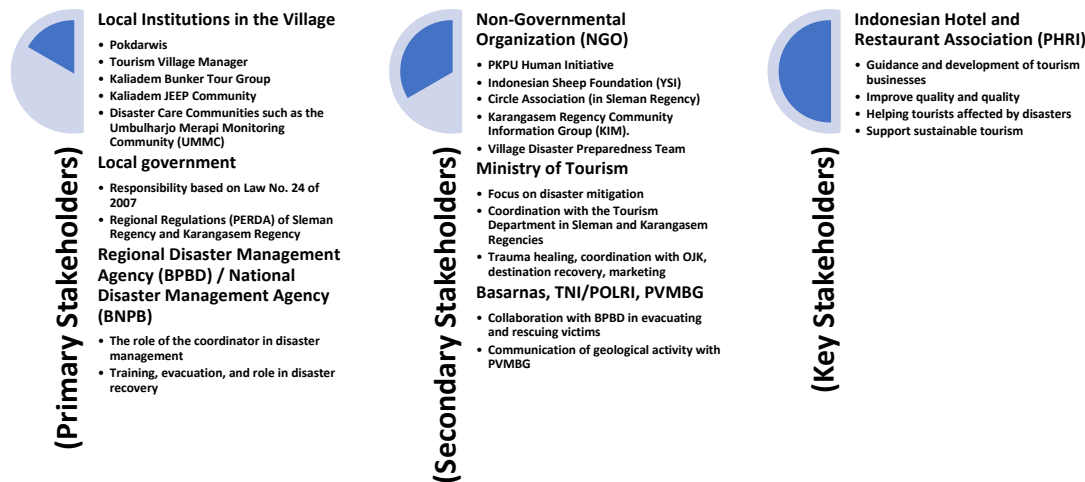 (Primary Stakeholders)
Local Institutions in the Village
• Pokdarwis
• Tourism Village Manager
• Kaliadem Bunker Tour Group
• Kaliadem JEEP Community
• Disaster Care Communities such as the
Umbulharjo Merapi Monitoring
Community (UMMC)
Local government
• Responsibility based on Law No. 24 of
2007
• Regional Regulations (PERDA) of Sleman
Regency and Karangasem Regency
Regional Disaster Management
Agency (BPBD) / National
Disaster Management Agency
(BNPB)
• The role of the coordinator in disaster
management
• Training, evacuation, and role in disaster
recovery
(Secondary Stakeholders)
Non-Governmental
Organization (NGO)
• PKPU Human Initiative
• Indonesian Sheep Foundation (YSI)
• Circle Association (in Sleman Regency)
• Karangasem Regency Community
Information Group (KIM).
• Village Disaster Preparedness Team
Ministry of Tourism
• Focus on disaster mitigation
• Coordination with the Tourism
Department in Sleman and Karangasem
Regencies
• Trauma healing, coordination with OJK,
destination recovery, marketing
Basarnas, TNI/POLRI, PVMBG
• Collaboration with BPBD in evacuating
and rescuing victims
• Communication of geological activity with
PVMBG
(Key Stakeholders)
Indonesian Hotel and
Restaurant Association (PHRI)
• Guidance and development of tourism
businesses
• Improve quality and quality
• Helping tourists affected by disasters
• Support sustainable tourism